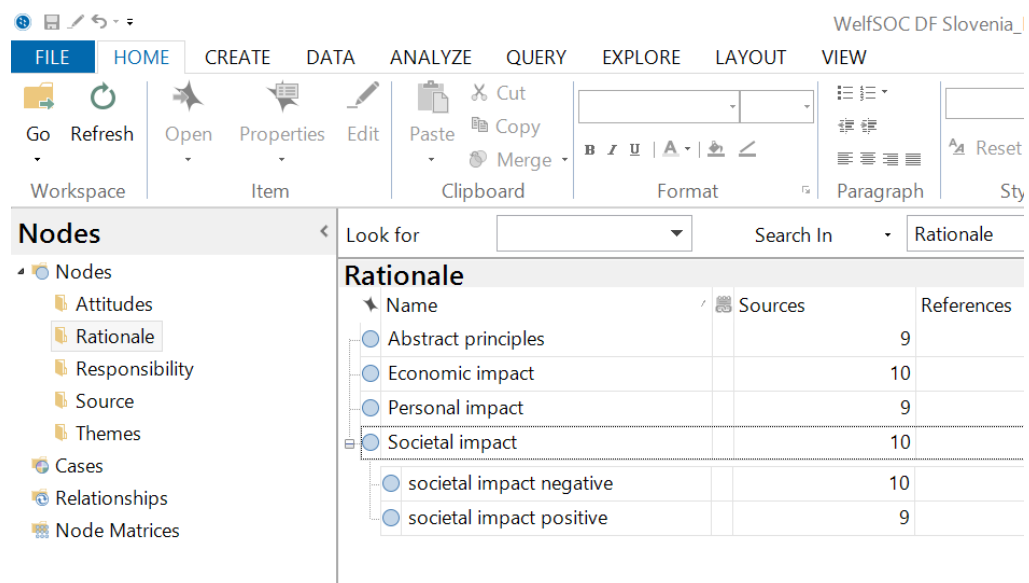 WelfSOC DF Slovenia_
FILE HOME CREATE DATA ANALYZE QUERY EXPLORE LAYOUT VIEW
Go Refresh Open Properties Edit Paste Cut
Copy
Merge
B I U A
Reset
Workspace Item Clipboard Format Paragraph Sty
Nodes
Nodes
Attitudes
Rationale
Responsibility
Source
Themes
Cases
Relationships
Node Matrices
Look for Search In Rationale
Rationale
Name Sources References
Abstract principles 9
Economic impact 10
Personal impact 9
Societal impact 10
societal impact negative 10
societal impact positive 9